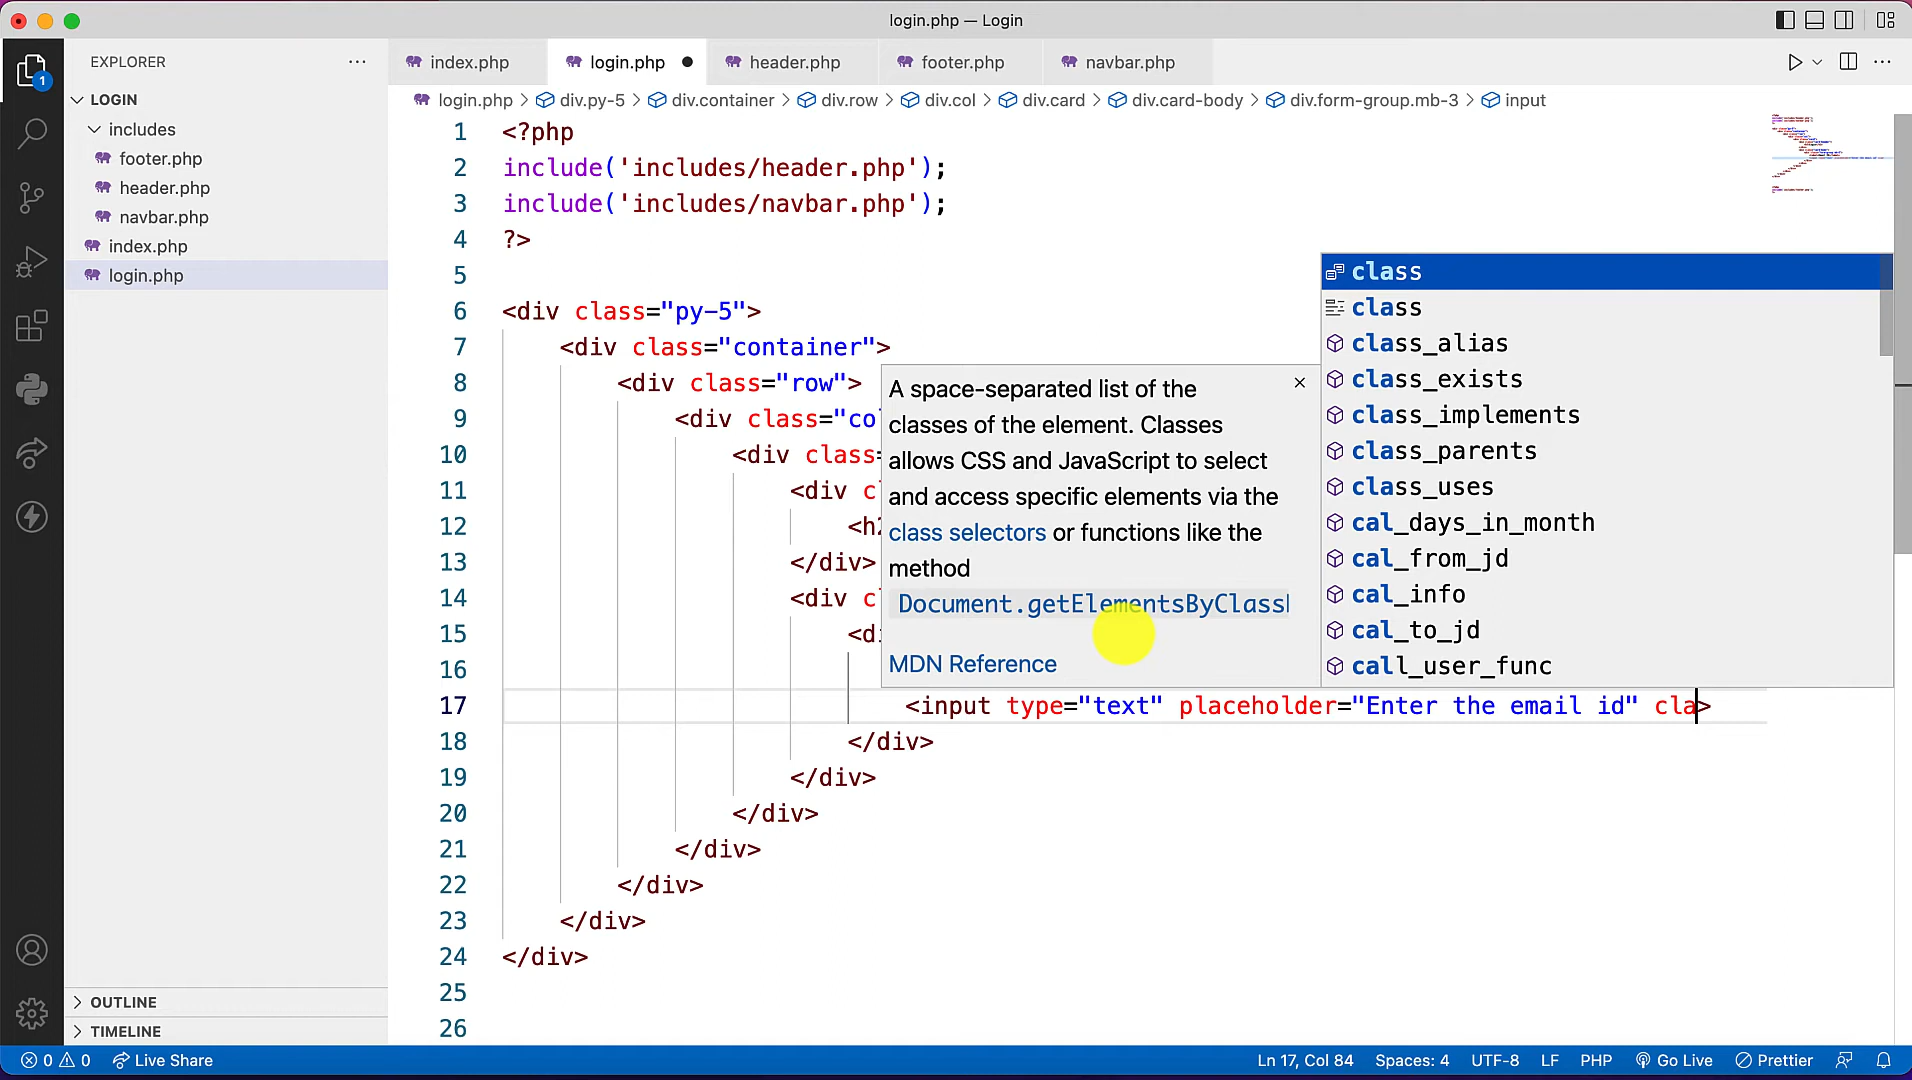 login.php — Login
EXPLORER
index.php
login.php
header.php
footer.php
navbar.php
LOGIN
includes
footer.php
header.php
navbar.php
index.php
login.php
OUTLINE
TIMELINE
login.php > div.py-5 > div.container > div.row > div.col > div.card > div.card-body > div.form-group.mb-3 > input
1 <?php
2 include('includes/header.php');
3 include('includes/navbar.php');
4 ?>
5
6 <div class="py-5">
7 <div class="container">
8 <div class="row">
9 <div class="co
10 <div class=
11 <div c
12 <h
13 </div>
14 <div c
15 <di
16
17 <input type="text" placeholder="Enter the email id" cla>
18 </div>
19 </div>
20 </div>
21 </div>
22 </div>
23 </div>
24 </div>
25
26
A space-separated list of the
classes of the element. Classes
allows CSS and JavaScript to select
and access specific elements via the
class selectors or functions like the
method
Document.getElementsByClass
MDN Reference
class
class
class_alias
class_exists
class_implements
class_parents
class_uses
cal_days_in_month
cal_from_jd
cal_info
cal_to_jd
call_user_func
1
0 0 Live Share
Ln 17, Col 84 Spaces: 4 UTF-8 LF PHP Go Live Prettier